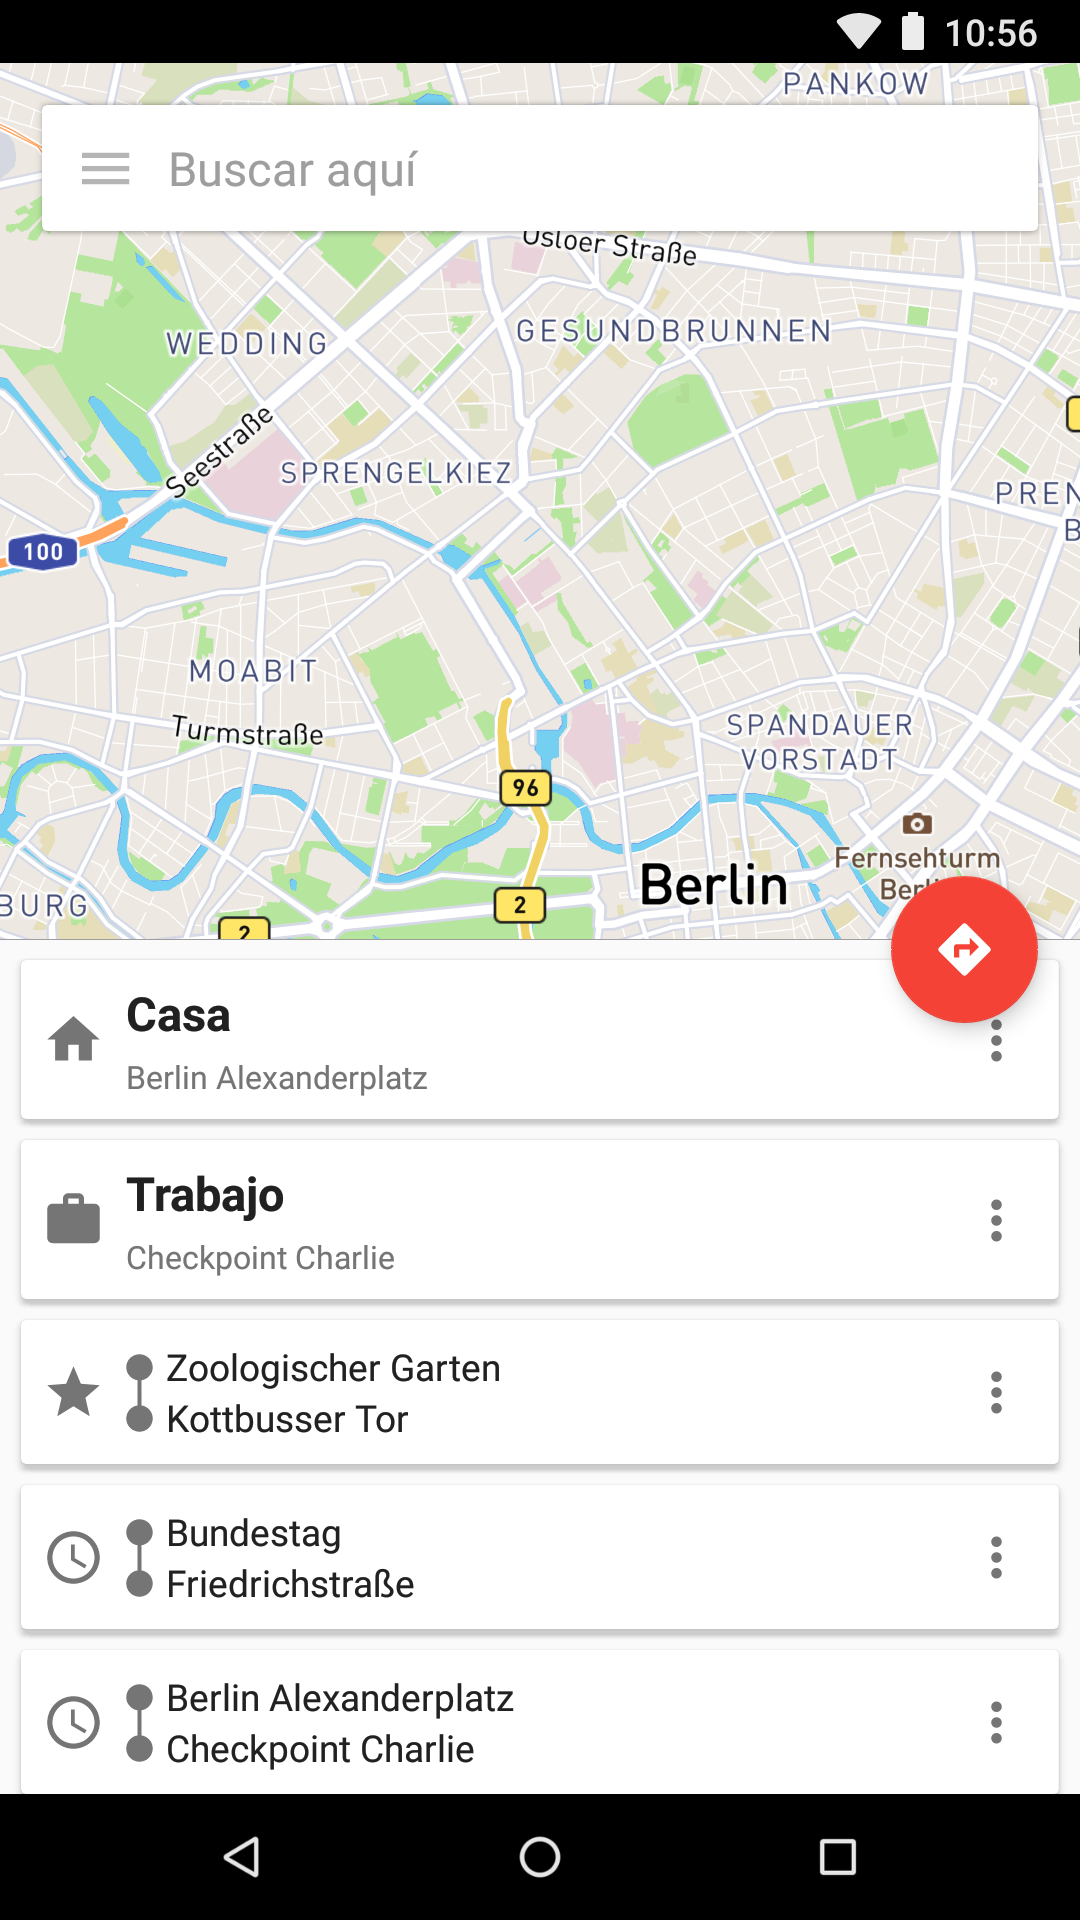 10:56
PANKOW
Buscar aquí
Osloer Straße
WEDDING
GESUNDBRUNNEN
Seestraße
SPRENGELKIEZ
PREN
B
100
MOABIT
Turmstraße
SPANDAUER
VORSTADT
96
Fernsehturm
Berl
Berlin
BURG
2
2
Casa
Berlin Alexanderplatz
Trabajo
Checkpoint Charlie
Zoologischer Garten
Kottbusser Tor
Bundestag
Friedrichstraße
Berlin Alexanderplatz
Checkpoint Charlie